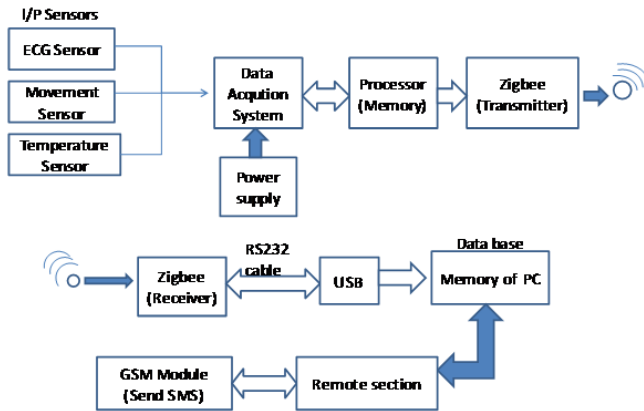 I/P Sensors
ECG Sensor
Movement
Sensor
Temperature
Sensor
Data
Acqution
System
Processor
(Memory)
Zigbee
(Transmitter)
Power
supply
Zigbee
(Receiver)
RS232
cable
USB
Data base
Memory of PC
GSM Module
(Send SMS)
Remote section